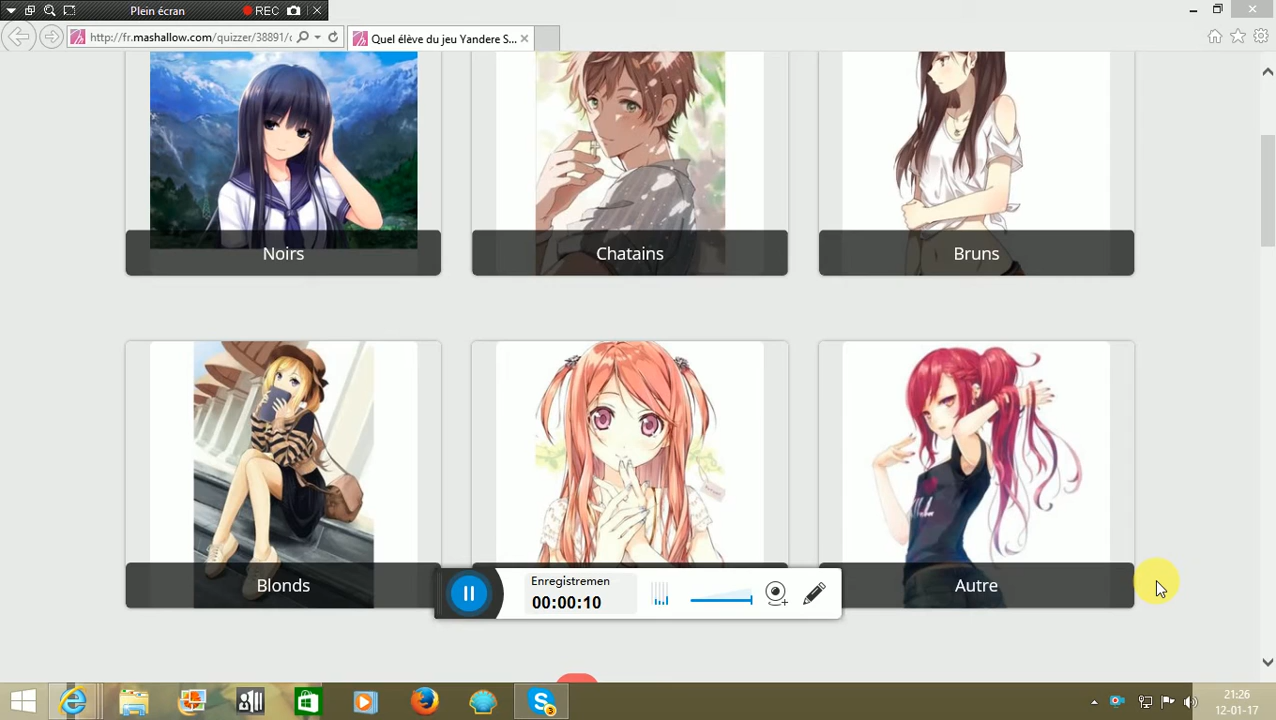 Plein écran
REC
http://fr.mashallow.com/quizzer/38891/
Quel élève du jeu Yandere S...
Noirs
Chatains
Bruns
Blonds
Autre
Enregistremen
00:00:10
3
21:26
12-01-17